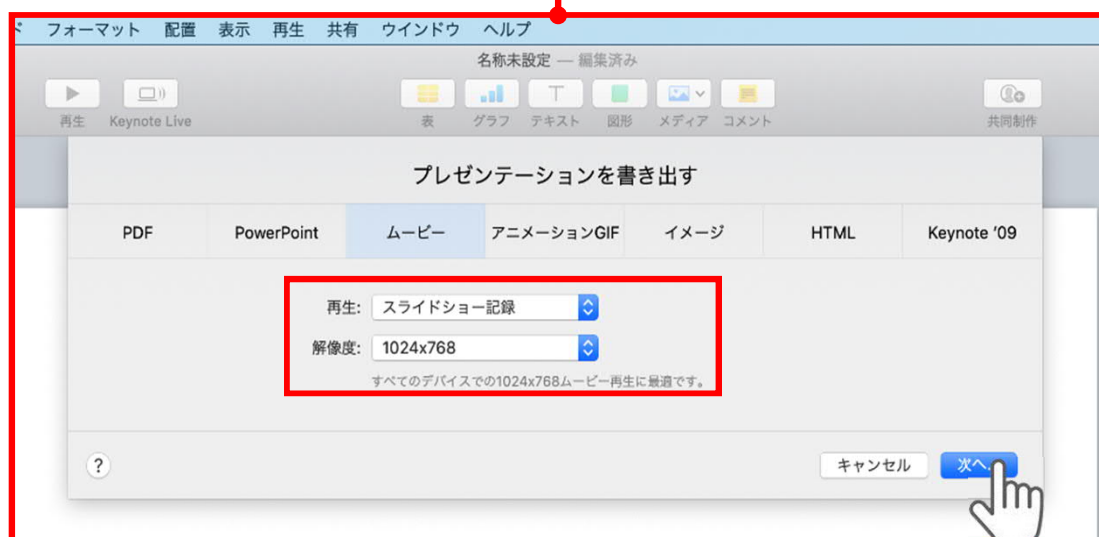 フォーマット 配置 表示 再生 共有 ウインドウ ヘルプ
名称未設定 — 編集済み
再生 Keynote Live 表 グラフ テキスト 図形 メディア コメント 共同制作
プレゼンテーションを書き出す
PDF PowerPoint ムービー アニメーションGIF イメージ HTML Keynote '09
再生: スライドショー記録
解像度: 1024x768
すべてのデバイスでの1024x768ムービー再生に最適です。
? キャンセル 次へ